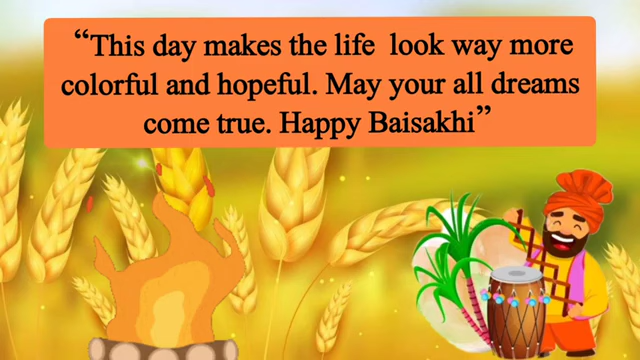 “This day makes the life look way more
colorful and hopeful. May your all dreams
come true. Happy Baisakhi”